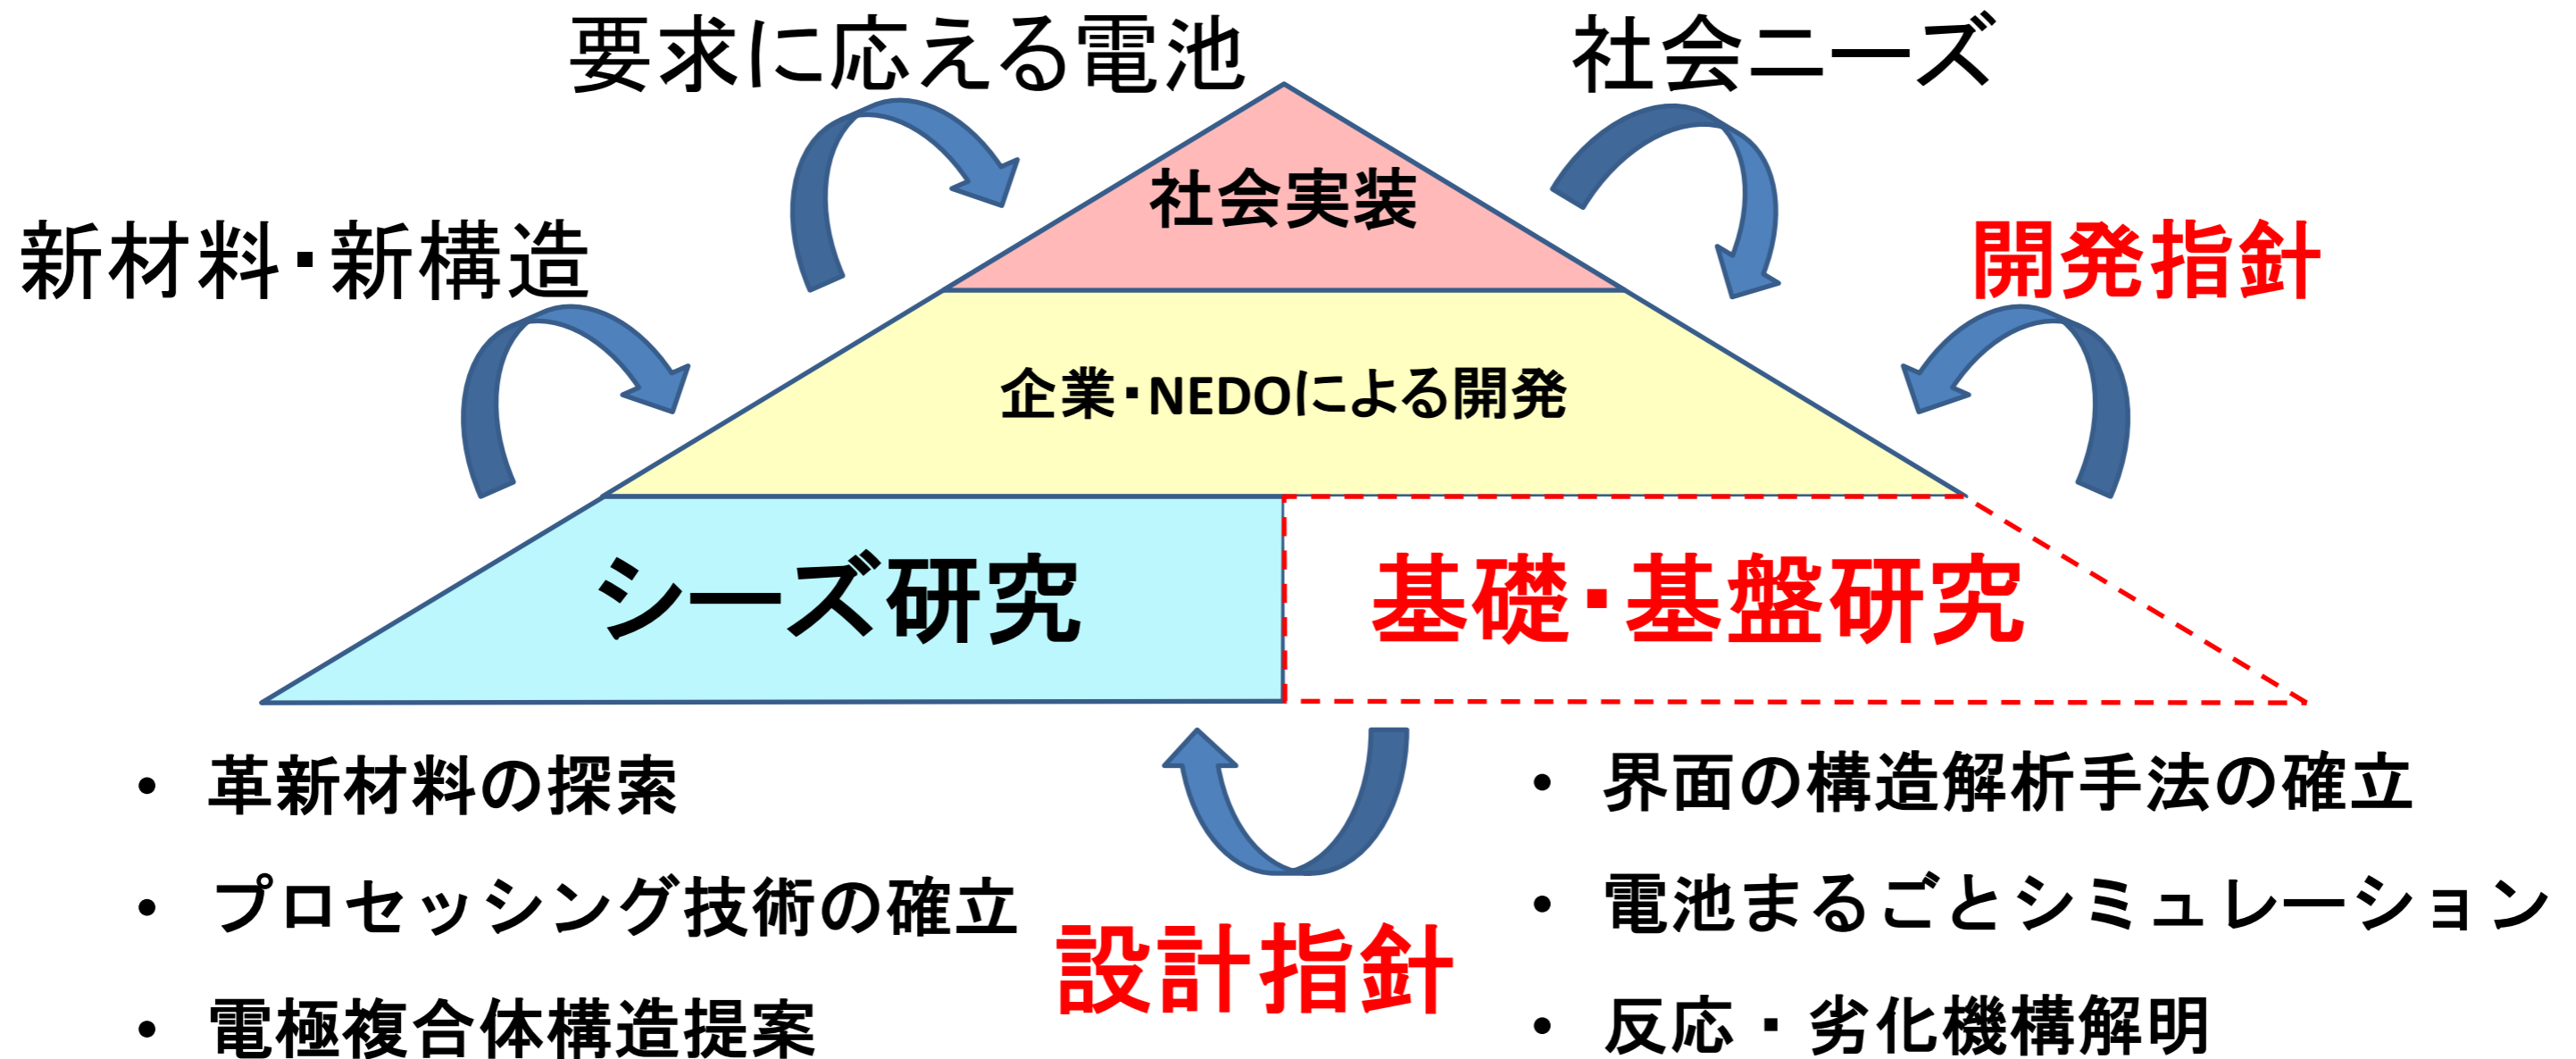 要求に応える電池
社会ニーズ
社会実装
新材料・新構造
開発指針
企業・NEDOによる開発
シーズ研究
基礎・基盤研究
• 革新材料の探索
• プロセッシング技術の確立
• 電極複合体構造提案
設計指針
• 界面の構造解析手法の確立
• 電池まるごとシミュレーション
• 反応・劣化機構解明